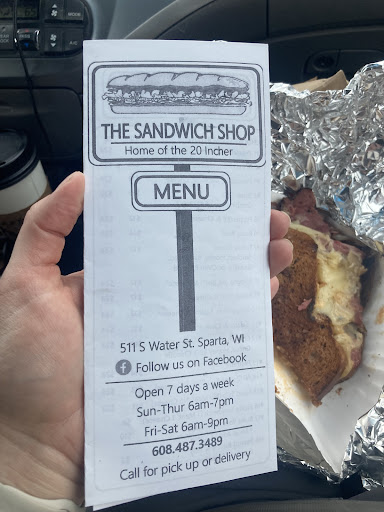 THE SANDWICH SHOP
Home of the 20 Incher
MENU
511 S Water St. Sparta, WI
f Follow us on Facebook
Open 7 days a week
Sun-Thur 6am-7pm
Fri-Sat 6am-9pm
608.487.3489
Call for pick up or delivery
MODE
A/C